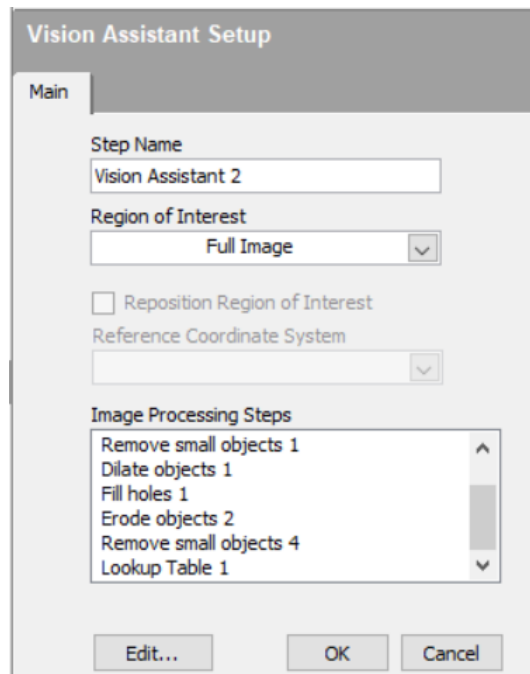 Vision Assistant Setup
Main
Step Name
Vision Assistant 2
Region of Interest
Full Image
Reposition Region of Interest
Reference Coordinate System
Image Processing Steps
Remove small objects 1
Dilate objects 1
Fill holes 1
Erode objects 2
Remove small objects 4
Lookup Table 1
Edit... OK Cancel